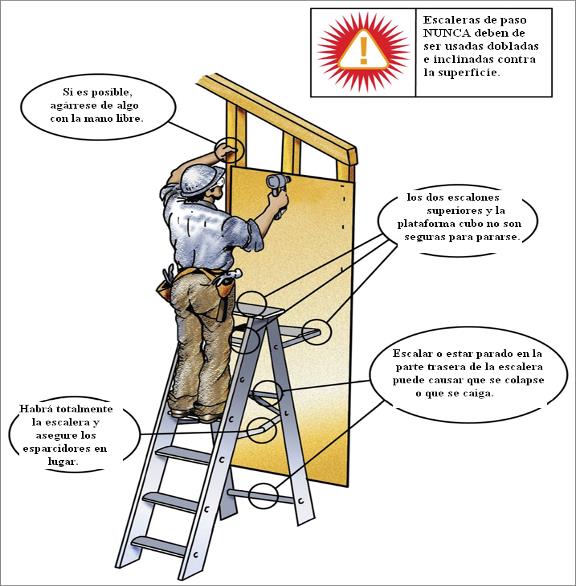 Escaleras de paso
NUNCA deben de
ser usadas dobladas
e inclinadas contra
la superficie.
Si es posible,
agárrese de algo
con la mano libre.
los dos escalones
superiores y la
plataforma cubo no son
seguras para pararse.
Escalar o estar parado en la
parte trasera de la escalera
puede causar que se colapse
o que se caiga.
Habrá totalmente
la escalera y
asegure los
esparcidores en
lugar.